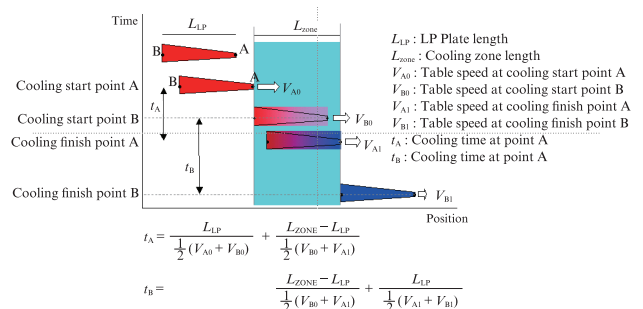 Time
L_LP
L_zone
B A
B A
Cooling start point A
V_A0
t_A
Cooling start point B
V_B0
Cooling finish point A
V_A1
t_B
Cooling finish point B
V_B1
Position
L_LP : LP Plate length
L_zone : Cooling zone length
V_A0 : Table speed at cooling start point A
V_B0 : Table speed at cooling start point B
V_A1 : Table speed at cooling finish point A
V_B1 : Table speed at cooling finish point B
t_A : Cooling time at point A
t_B : Cooling time at point B
t_A = L_LP / (1/2 (V_A0 + V_B0)) + (L_ZONE − L_LP) / (1/2 (V_B0 + V_A1))
t_B = (L_ZONE − L_LP) / (1/2 (V_B0 + V_A1)) + L_LP / (1/2 (V_A1 + V_B1))